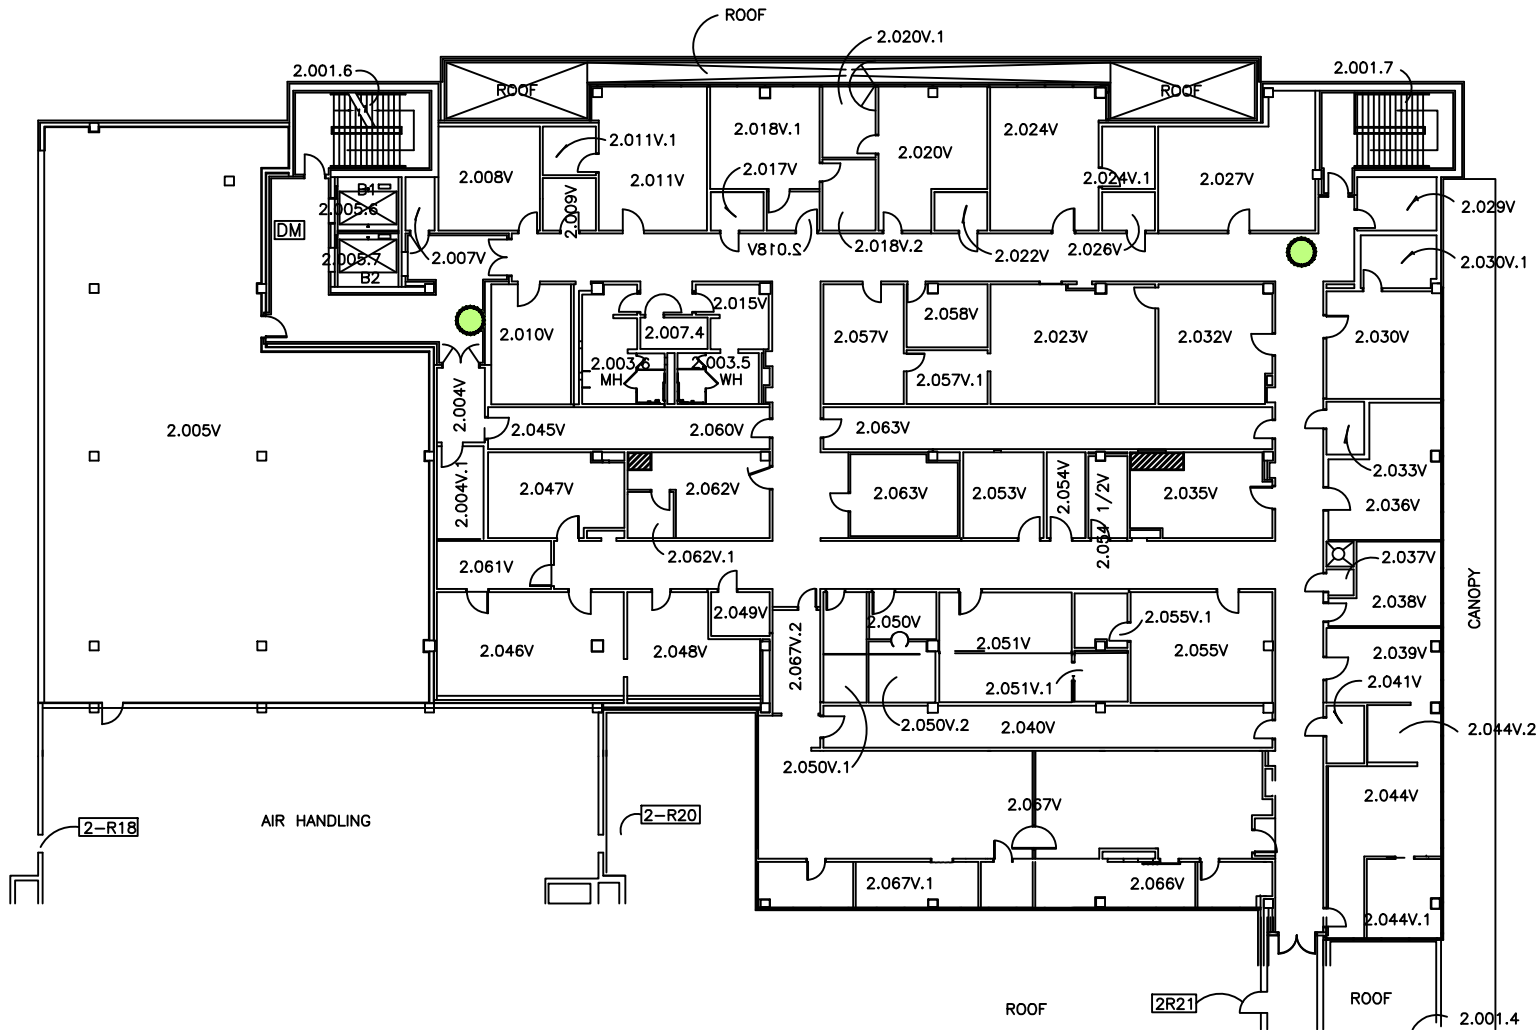 ROOF
2.020V.1
2.001.6
2.001.7
ROOF
ROOF
2.011V.1
2.018V.1
2.024V
2.020V
2.017V
2.008V
2.011V
2.024V.1
2.027V
B1
2.005.6
2.009V
2.029V
DM
2.007V
2.018V
2.018V.2
2.022V
2.026V
2.005.7
B2
2.030V.1
2.015V
2.058V
2.010V
2.007.4
2.057V
2.023V
2.032V
2.030V
2.003.6
MH
2.003.5
WH
2.057V.1
2.004V
2.005V
2.045V
2.060V
2.063V
2.004V.1
2.047V
2.062V
2.063V
2.053V
2.054V
2.054 1/2V
2.035V
2.033V
2.036V
2.061V
2.062V.1
2.037V
2.038V
CANOPY
2.049V
2.050V
2.055V.1
2.046V
2.048V
2.067V.2
2.051V
2.055V
2.039V
2.051V.1
2.041V
2.050V.2
2.040V
2.044V.2
2.050V.1
2.044V
2.067V
2-R18
AIR HANDLING
2-R20
2.067V.1
2.066V
2.044V.1
ROOF
2R21
ROOF
2.001.4